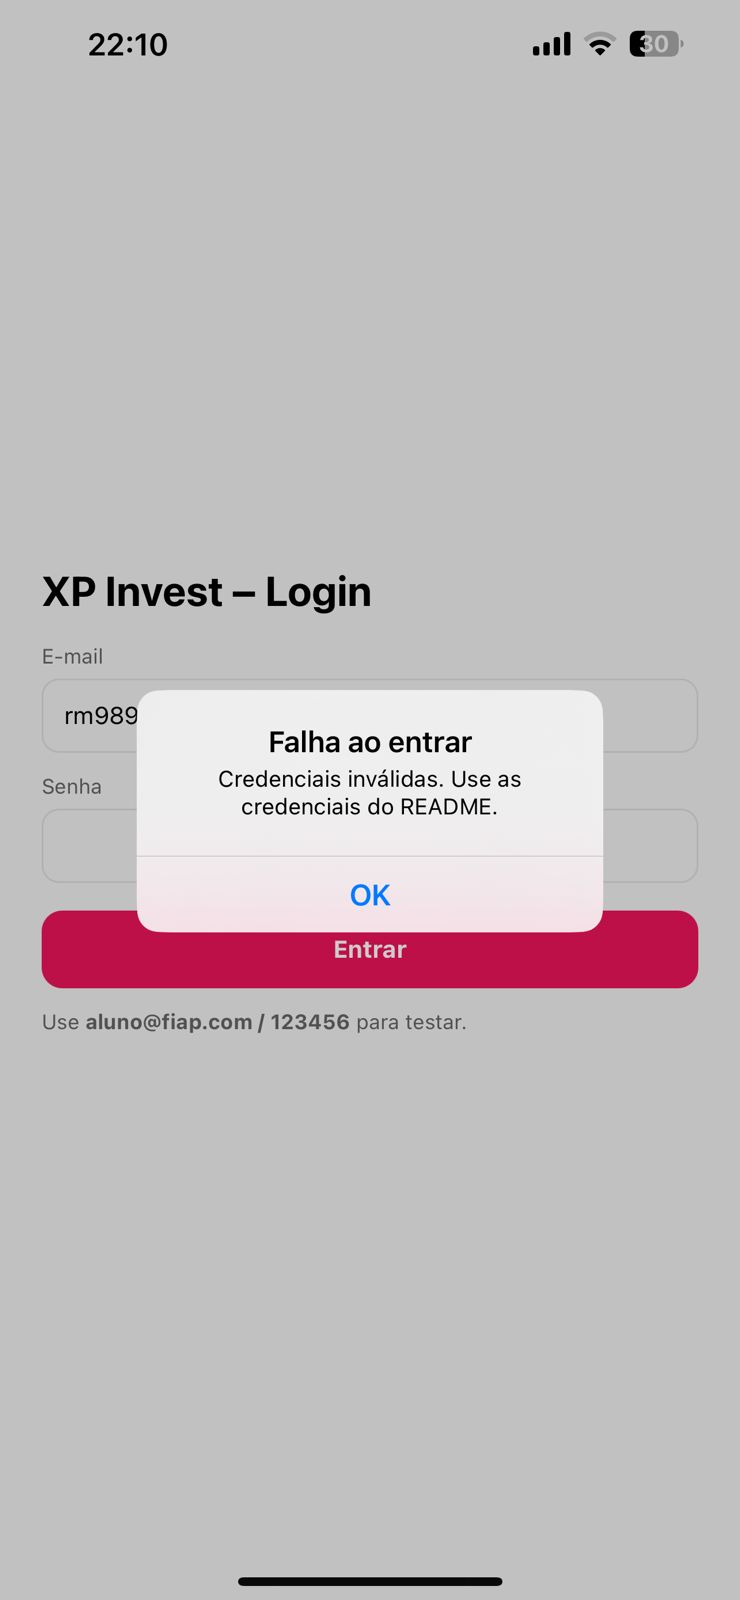 22:10
30
XP Invest – Login
E-mail
rm989
Falha ao entrar
Credenciais inválidas. Use as
credenciais do README.
Senha
OK
Entrar
Use aluno@fiap.com / 123456 para testar.